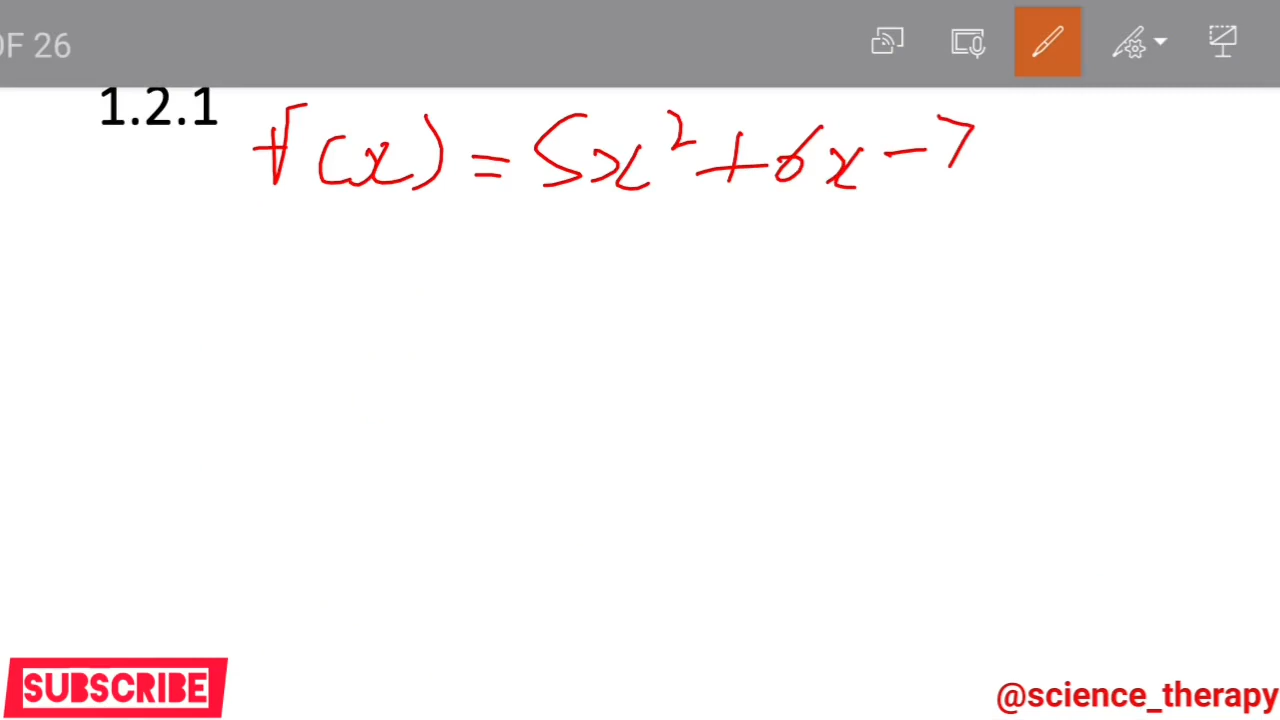 OF 26
1.2.1 f(x) = 5x² + 6x - 7
SUBSCRIBE
@science_therapy